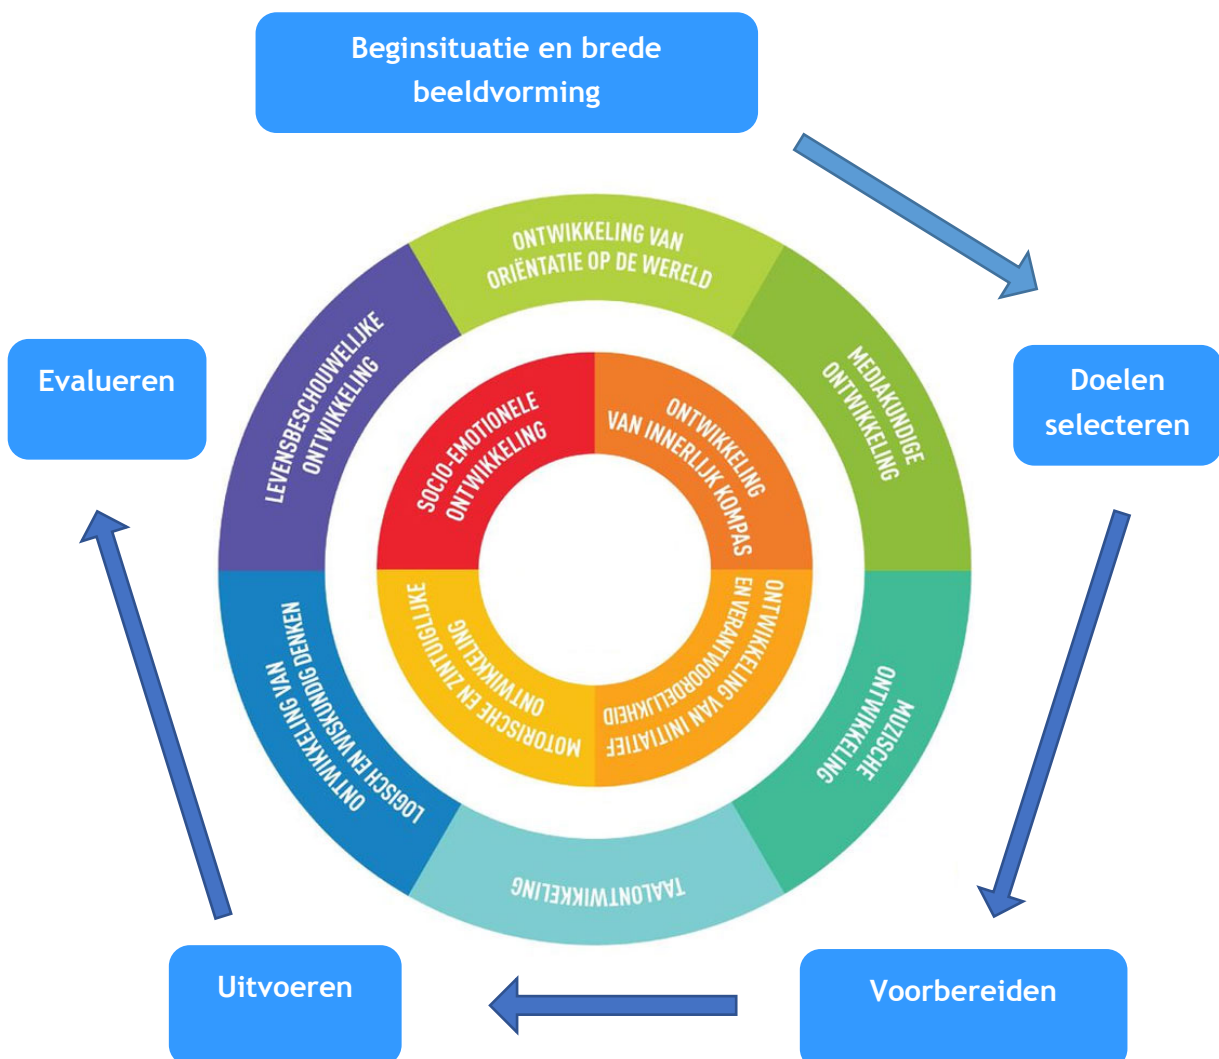 Beginsituatie en brede
beeldvorming
ONTWIKKELING VAN
ORIËNTATIE OP DE WERELD
LEVENSBESCHOUWELIJKE
ONTWIKKELING
MEDIAKUNDIGE
ONTWIKKELING
Evalueren
Doelen
selecteren
SOCIO-EMOTIONELE
ONTWIKKELING
ONTWIKKELING
VAN INNERLIJK KOMPAS
MOTORISCHE EN ZINTUIGLIJKE
ONTWIKKELING
ONTWIKKELING VAN INITIATIEF
EN VERANTWOORDELIJKHEID
ONTWIKKELING VAN
LOGISCH EN WISKUNDIG DENKEN
MUZISCHE
ONTWIKKELING
TAALONTWIKKELING
Uitvoeren
Voorbereiden